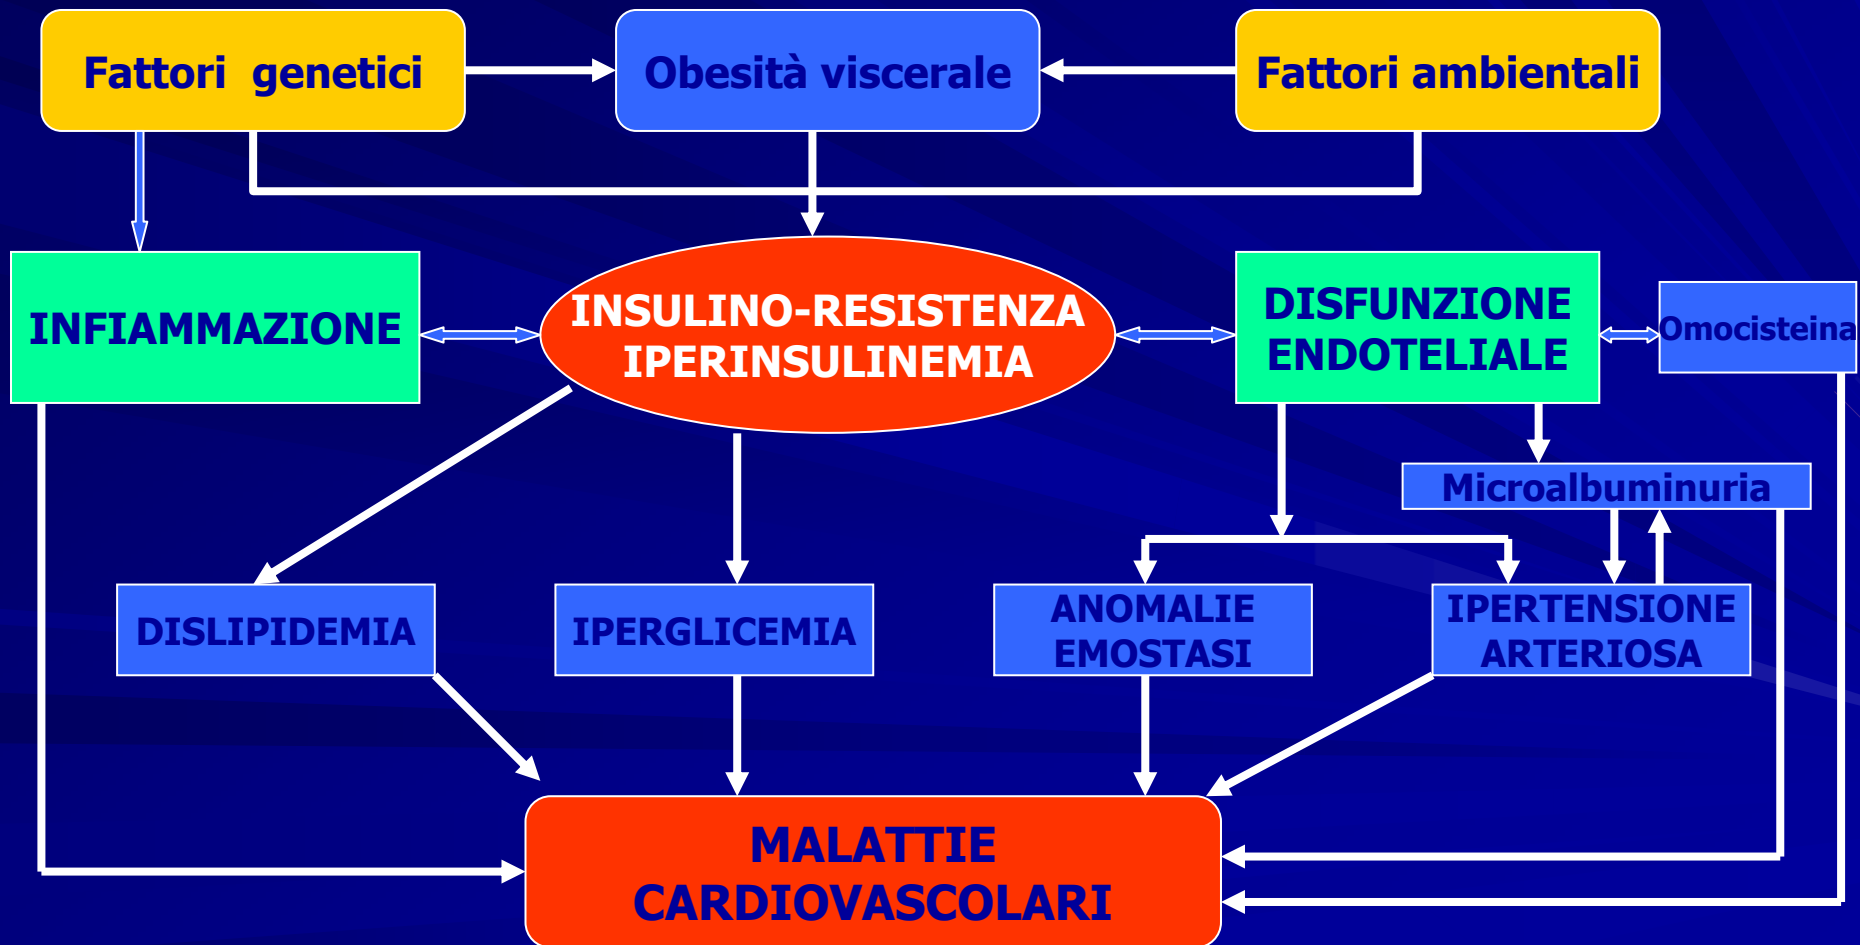 Fattori genetici
Obesità viscerale
Fattori ambientali
INFIAMMAZIONE
INSULINO-RESISTENZA
IPERINSULINEMIA
DISFUNZIONE
ENDOTELIALE
Omocisteina
Microalbuminuria
DISLIPIDEMIA
IPERGLICEMIA
ANOMALIE
EMOSTASI
IPERTENSIONE
ARTERIOSA
MALATTIE
CARDIOVASCOLARI